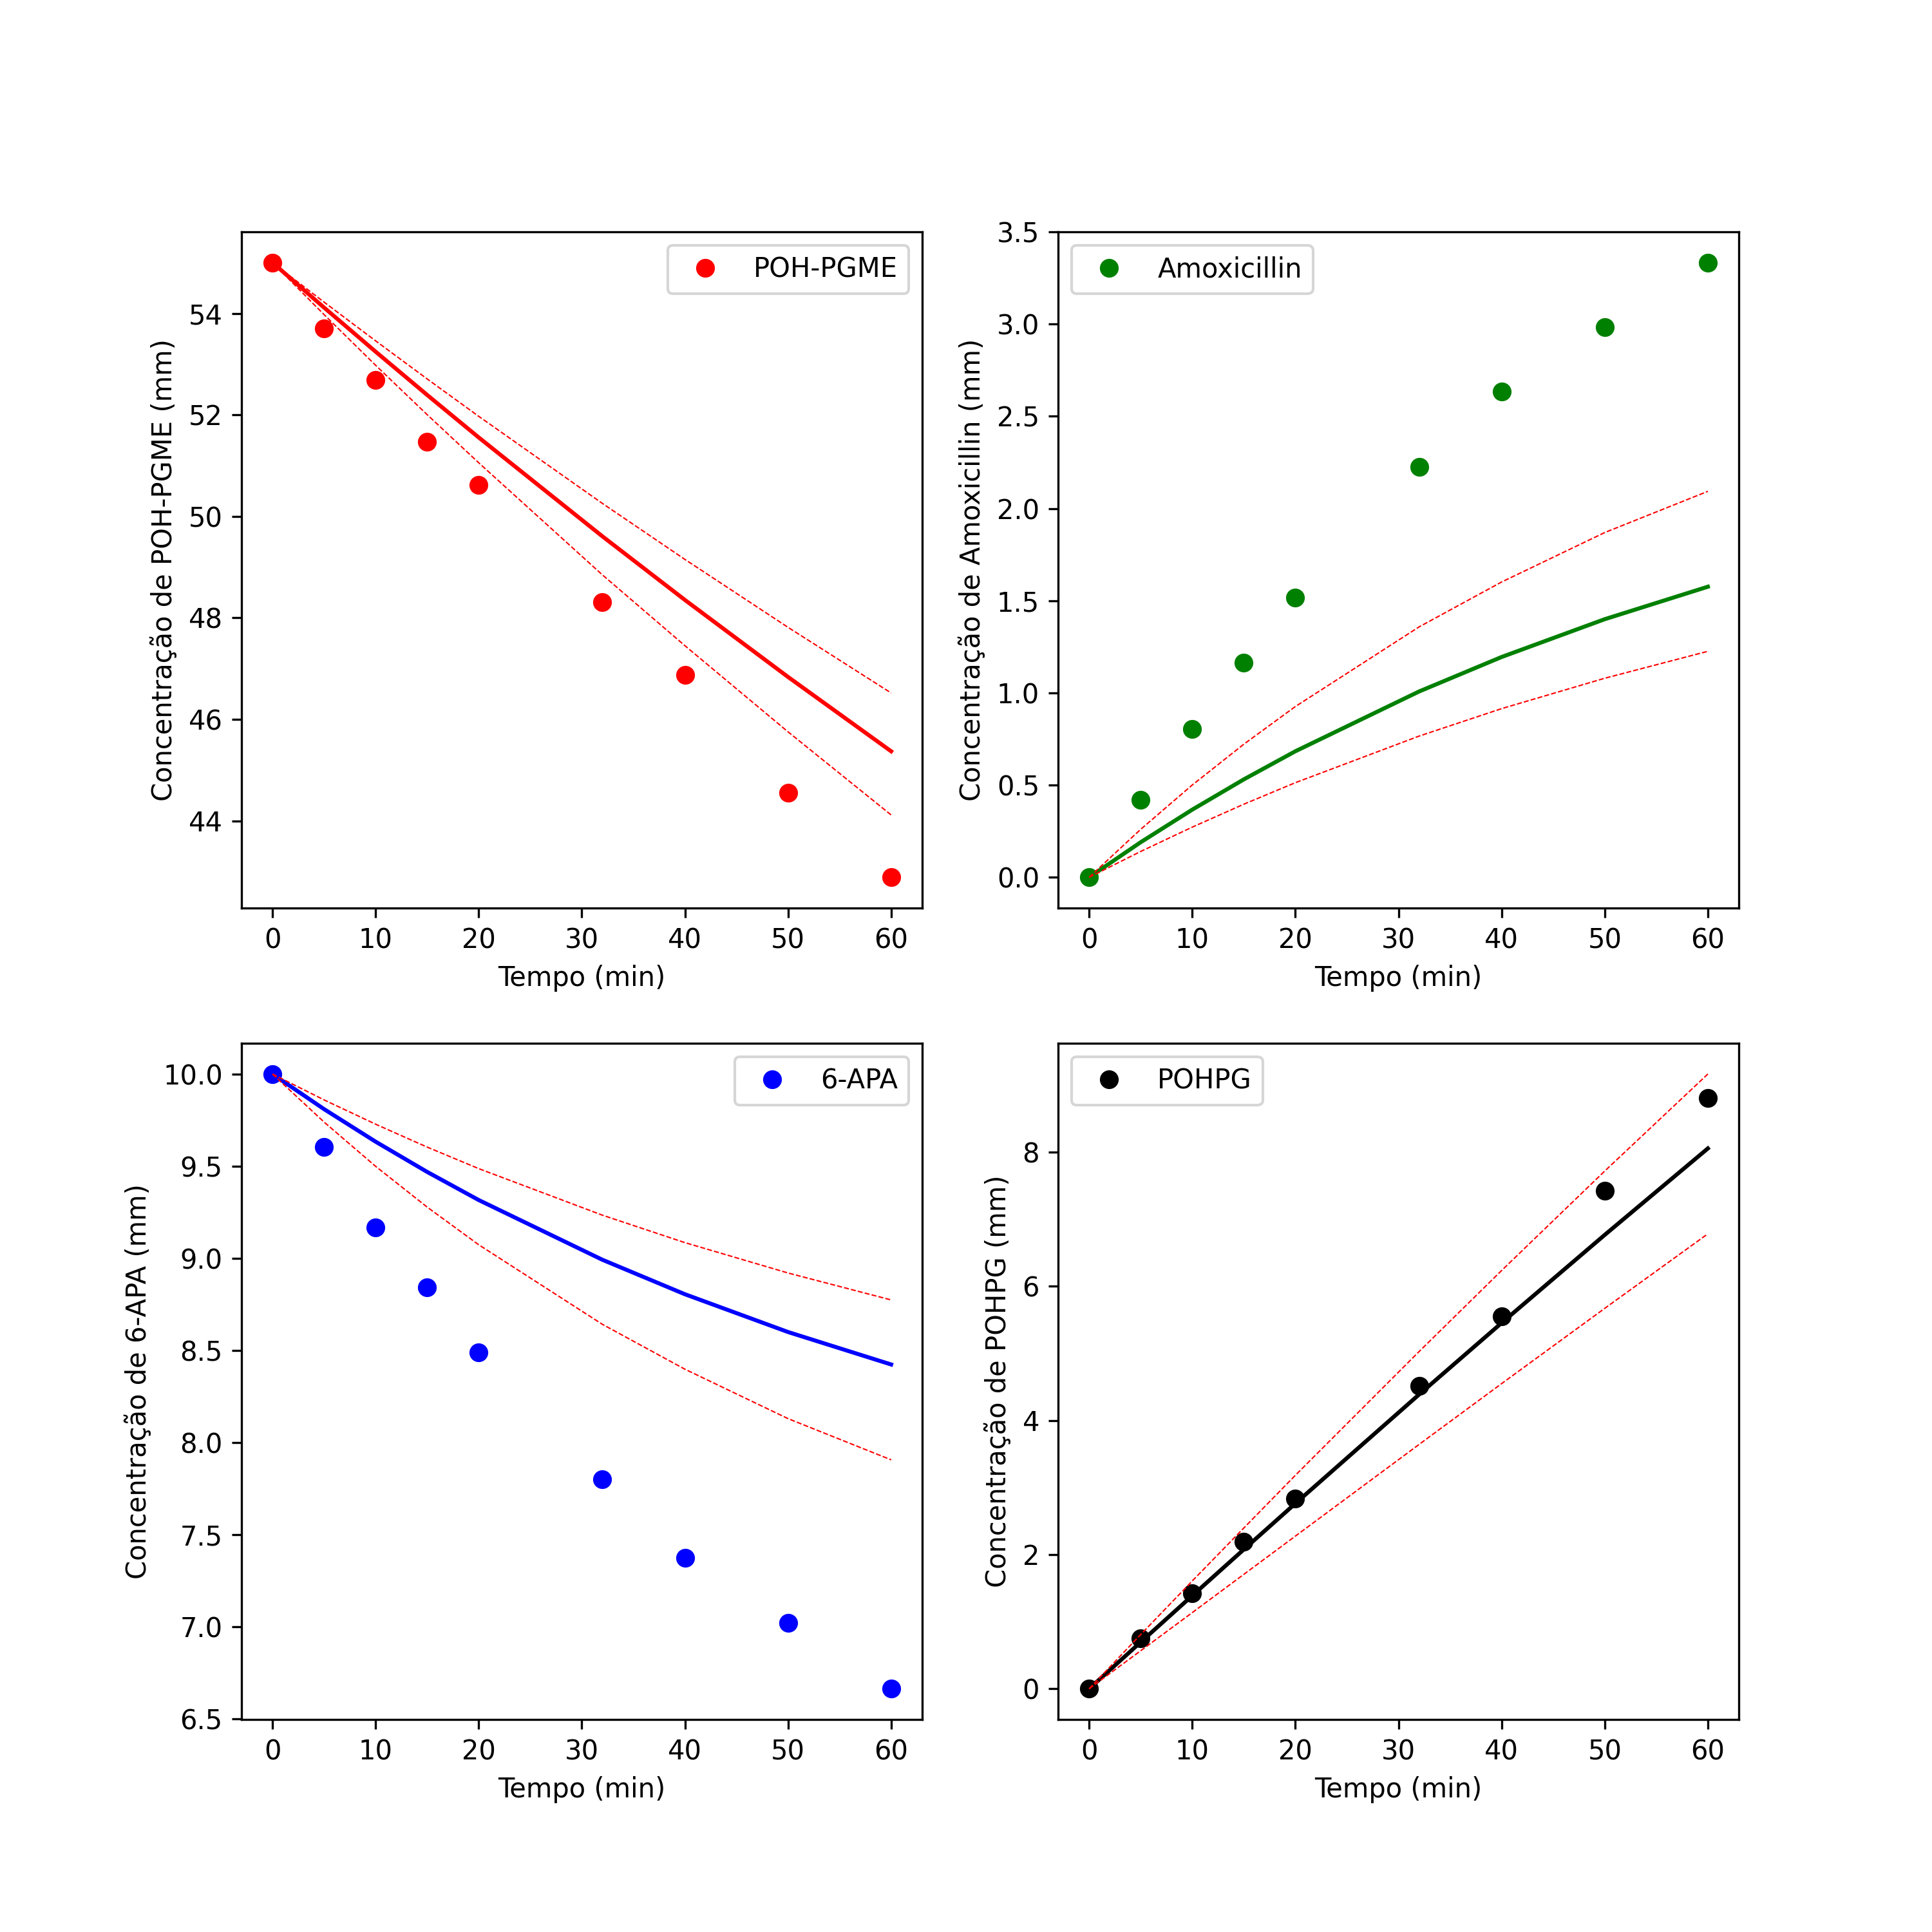 POH-PGME
Concentração de POH-PGME (mm)
54
52
50
48
46
44
0 10 20 30 40 50 60
Tempo (min)
Amoxicillin
Concentração de Amoxicillin (mm)
3.5
3.0
2.5
2.0
1.5
1.0
0.5
0.0
0 10 20 30 40 50 60
Tempo (min)
6-APA
Concentração de 6-APA (mm)
10.0
9.5
9.0
8.5
8.0
7.5
7.0
6.5
0 10 20 30 40 50 60
Tempo (min)
POHPG
Concentração de POHPG (mm)
8
6
4
2
0
0 10 20 30 40 50 60
Tempo (min)